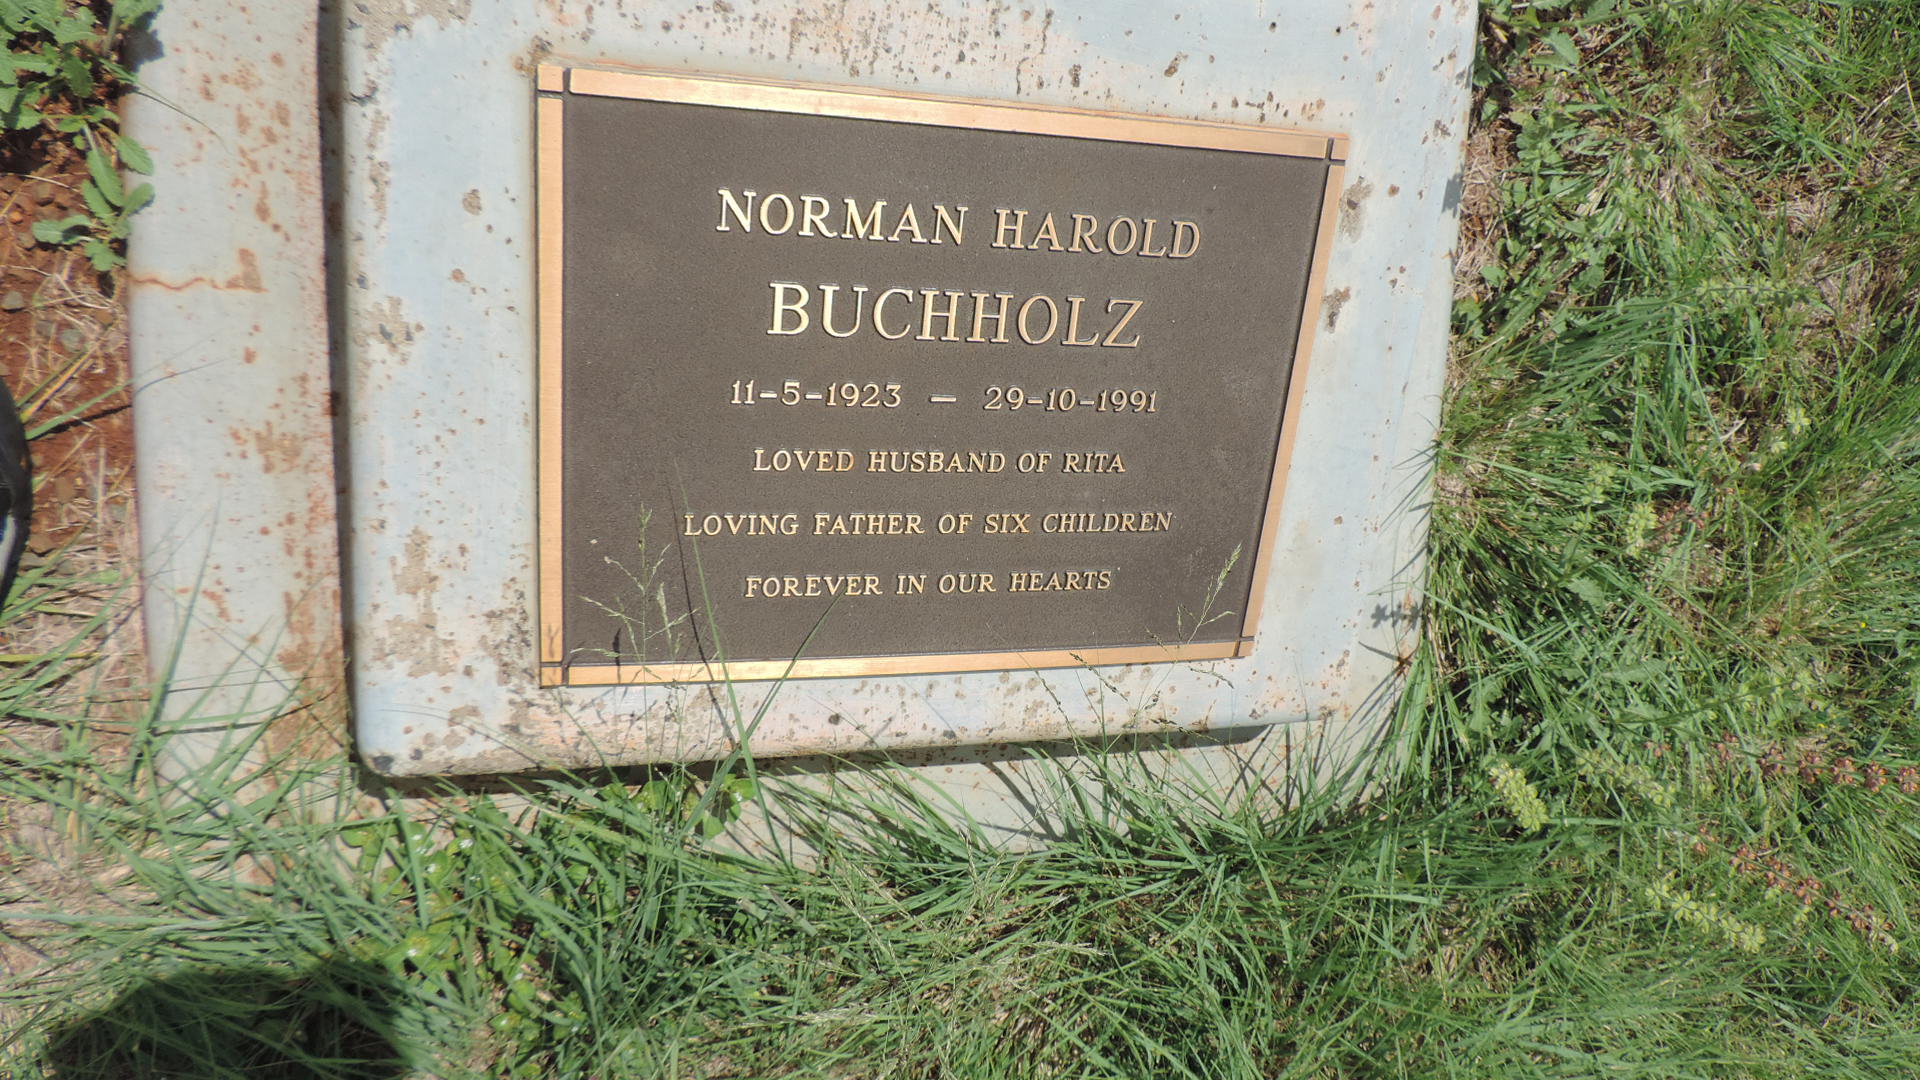 NORMAN HAROLD
BUCHHOLZ
11-5-1923 — 29-10-1991
LOVED HUSBAND OF RITA
LOVING FATHER OF SIX CHILDREN
FOREVER IN OUR HEARTS